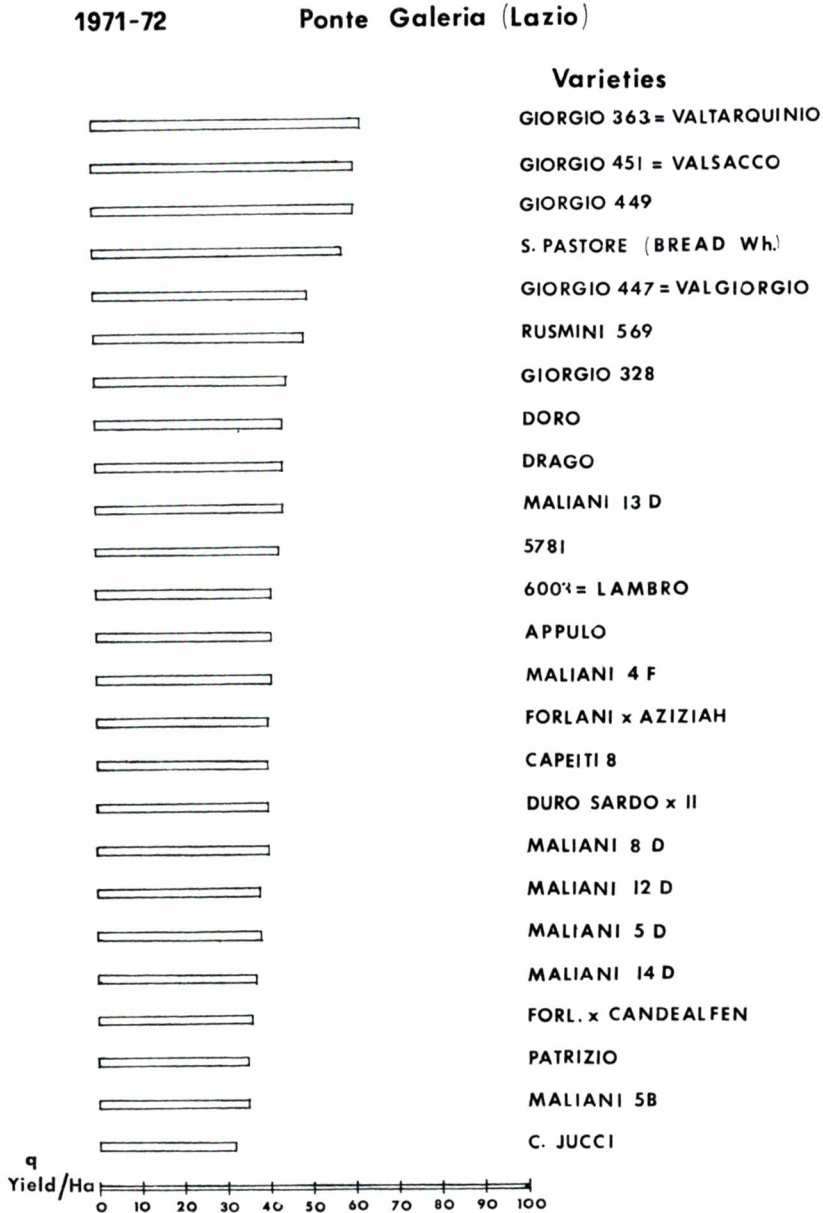 1971-72 Ponte Galeria (Lazio)
Varieties
GIORGIO 363 = VALTARQUINIO
GIORGIO 451 = VALSACCO
GIORGIO 449
S. PASTORE (BREAD Wh.)
GIORGIO 447 = VALGIORGIO
RUSMINI 569
GIORGIO 328
DORO
DRAGO
MALIANI 13 D
5781
= LAMBRO
APPULO
MALIANI 4 F
FORLANI x AZIZIAH
CAPEITI 8
DURO SARDO x II
MALIANI 8 D
MALIANI 12 D
MALIANI 5 D
MALIANI 14 D
FORL. x CANDEALFEN
PATRIZIO
MALIANI 5B
C. JUCCI
q
Yield/Ha
0 10 20 30 40 50 60 70 80 90 100